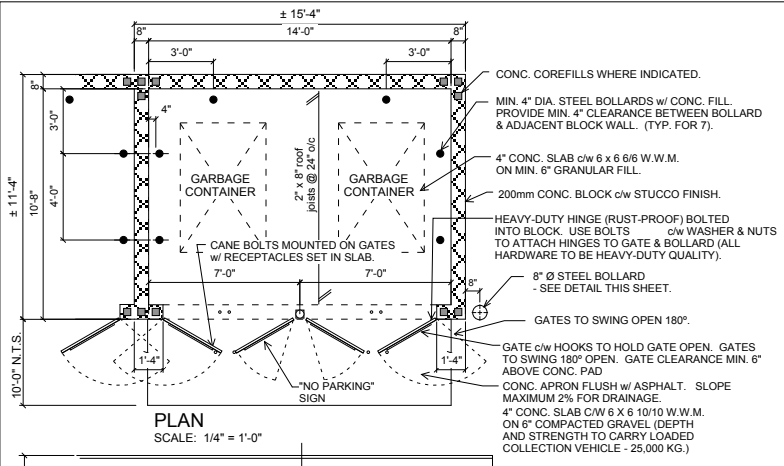 ± 15'-4"
8"
14'-0"
8"
3'-0"
3'-0"
8"
3'-0"
4"
± 11'-4"
10'-8"
4'-0"
GARBAGE
CONTAINER
2" x 8" roof
joists @ 24" o/c
GARBAGE
CONTAINER
CANE BOLTS MOUNTED ON GATES
w/ RECEPTACLES SET IN SLAB.
7'-0"
7'-0"
8"
10'-0" N.T.S.
1'-4"
1'-4"
"NO PARKING"
SIGN
PLAN
SCALE: 1/4" = 1'-0"
CONC. COREFILLS WHERE INDICATED.
MIN. 4" DIA. STEEL BOLLARDS w/ CONC. FILL.
PROVIDE MIN. 4" CLEARANCE BETWEEN BOLLARD
& ADJACENT BLOCK WALL. (TYP. FOR 7).
4" CONC. SLAB c/w 6 x 6 6/6 W.W.M.
ON MIN. 6" GRANULAR FILL.
200mm CONC. BLOCK c/w STUCCO FINISH.
HEAVY-DUTY HINGE (RUST-PROOF) BOLTED
INTO BLOCK. USE BOLTS c/w WASHER & NUTS
TO ATTACH HINGES TO GATE & BOLLARD (ALL
HARDWARE TO BE HEAVY-DUTY QUALITY).
8" Ø STEEL BOLLARD
- SEE DETAIL THIS SHEET.
GATES TO SWING OPEN 180º.
GATE c/w HOOKS TO HOLD GATE OPEN. GATES
TO SWING 180º OPEN. GATE CLEARANCE MIN. 6"
ABOVE CONC. PAD
CONC. APRON FLUSH w/ ASPHALT. SLOPE
MAXIMUM 2% FOR DRAINAGE.
4" CONC. SLAB C/W 6 X 6 10/10 W.W.M.
ON 6" COMPACTED GRAVEL (DEPTH
AND STRENGTH TO CARRY LOADED
COLLECTION VEHICLE - 25,000 KG.)